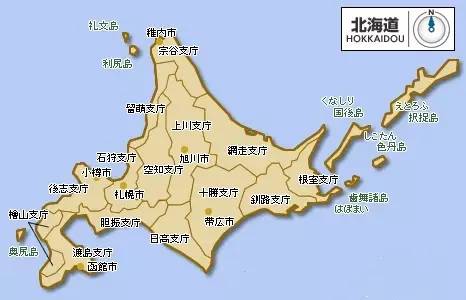 北海道
HOKKAIDOU
礼文島
稚内市
宗谷支庁
利尻島
留萌支庁
上川支庁
くなしり
国後島
えとろふ
択捉島
しこたん
色丹島
石狩支庁
旭川市
網走支庁
小樽市
空知支庁
根室支庁
後志支庁
札幌市
十勝支庁
釧路支庁
歯舞諸島
はぼまい
檜山支庁
胆振支庁
帯広市
日高支庁
奥尻島
渡島支庁
函館市